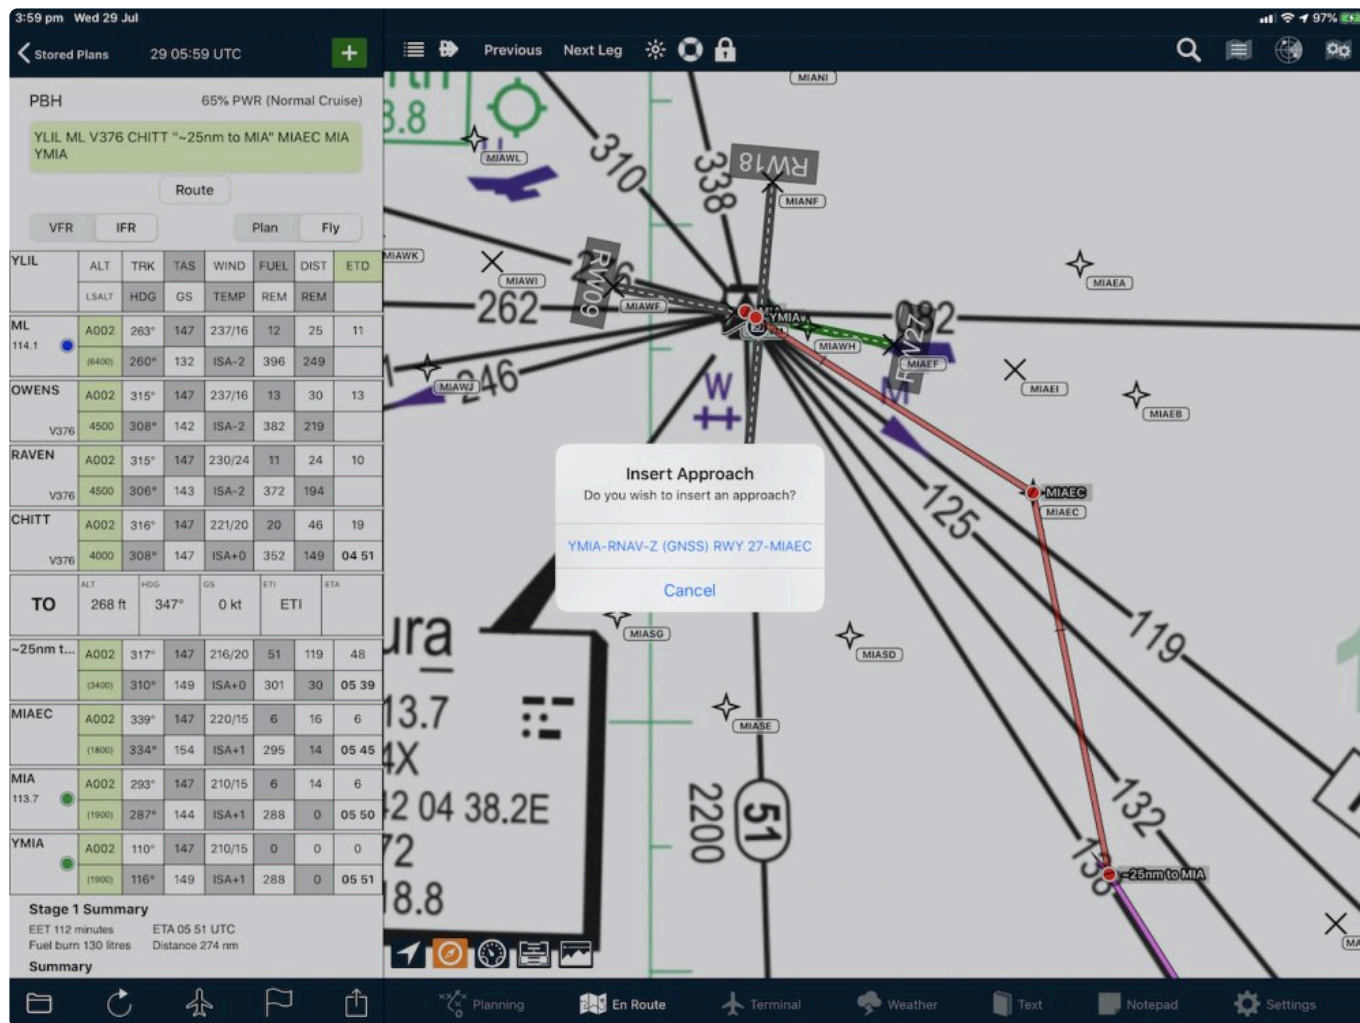 3:59 pm Wed 29 Jul
97%
Stored Plans
29 05:59 UTC
+
Previous
Next Leg
PBH
65% PWR (Normal Cruise)
YLIL ML V376 CHITT "~25nm to MIA" MIAEC MIA
YMIA
Route
VFR IFR Plan Fly
YLIL ALT TRK TAS WIND FUEL DIST ETD
LSALT HDG GS TEMP REM REM
ML A002 263° 147 237/16 12 25 11
114.1 (6400) 260° 132 ISA-2 396 249
OWENS A002 315° 147 237/16 13 30 13
V376 4500 308° 142 ISA-2 382 219
RAVEN A002 315° 147 230/24 11 24 10
V376 4500 306° 143 ISA-2 372 194
CHITT A002 316° 147 221/20 20 46 19
V376 4000 308° 147 ISA+0 352 149 04 51
ALT HDG GS ETI ETA
TO 268 ft 347° 0 kt ETI
~25nm t... A002 317° 147 216/20 51 119 48
(3400) 310° 149 ISA+0 301 30 05 39
MIAEC A002 339° 147 220/15 6 16 6
(1800) 334° 154 ISA+1 295 14 05 45
MIA A002 293° 147 210/15 6 14 6
113.7 (1900) 287° 144 ISA+1 288 0 05 50
YMIA A002 110° 147 210/15 0 0 0
(1900) 116° 149 ISA+1 288 0 05 51
Stage 1 Summary
EET 112 minutes ETA 05 51 UTC
Fuel burn 130 litres Distance 274 nm
Summary
MIANI
3.8
MIAWL
310
338
RW18
MIANF
MIAWK
MIAWI
RW09
MIAWF
262
YMIA
082
MIAEA
MIAWH
MIAEF
RW27
MIAWJ
246
W
M
MIAEI
MIAEB
MIAEC
MIAEC
125
119
132
138
Insert Approach
Do you wish to insert an approach?
YMIA-RNAV-Z (GNSS) RWY 27-MIAEC
Cancel
MIASG
MIASD
MIASE
ura
13.7
4X
42 04 38.2E
72
18.8
2200
51
~25nm to MIA
Planning
En Route
Terminal
Weather
Text
Notepad
Settings